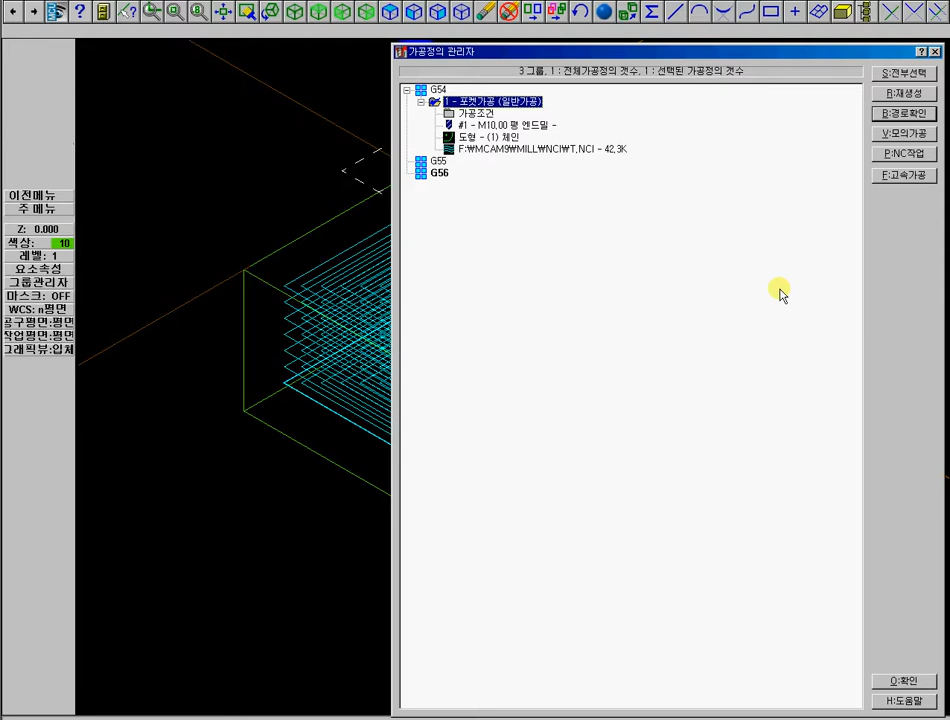 가공정의 관리자
3 그룹, 1 : 전체가공정의 갯수, 1 : 선택된 가공정의 갯수
G54
1 - 포켓가공 (일반가공)
가공조건
#1 - M10.00 평 엔드밀 -
도형 - (1) 체인
F:₩MCAM9₩MILL₩NCI₩T.NCI - 42.3K
G55
G56
S:전부선택
R:재생성
B:경로확인
V:모의가공
P:NC작업
F:고속가공
O:확인
H:도움말
이전메뉴
주 메뉴
Z: 0.000
색상: 10
레벨: 1
요소속성
그룹관리자
마스크: OFF
WCS: n평면
공구평면:평면
작업평면:평면
그래픽뷰:입체